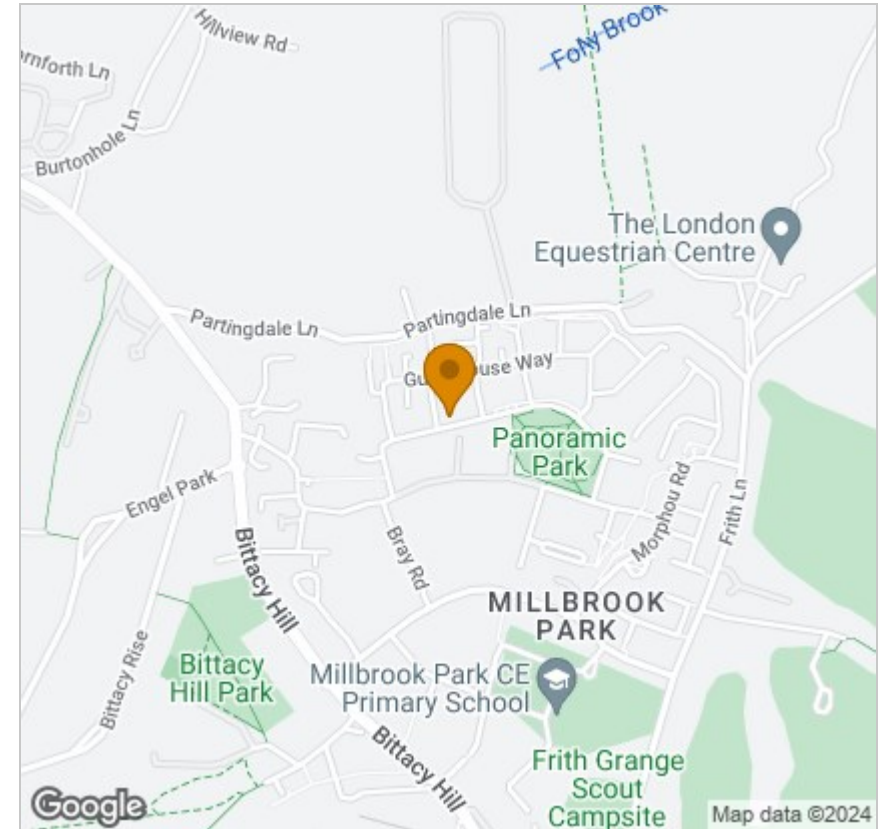 Hillview Rd
Folly Brook
rnforth Ln
Burtonhole Ln
The London
Equestrian Centre
Partingdale Ln
Partingdale Ln
use Way
Panoramic
Park
Engel Park
Morphou Rd
Frith Ln
Bray Rd
Bittacy Hill
MILLBROOK
PARK
Bittacy Rise
Bittacy
Hill Park
Millbrook Park CE
Primary School
Bittacy Hill
Frith Grange
Scout
Campsite
Google
Map data ©2024